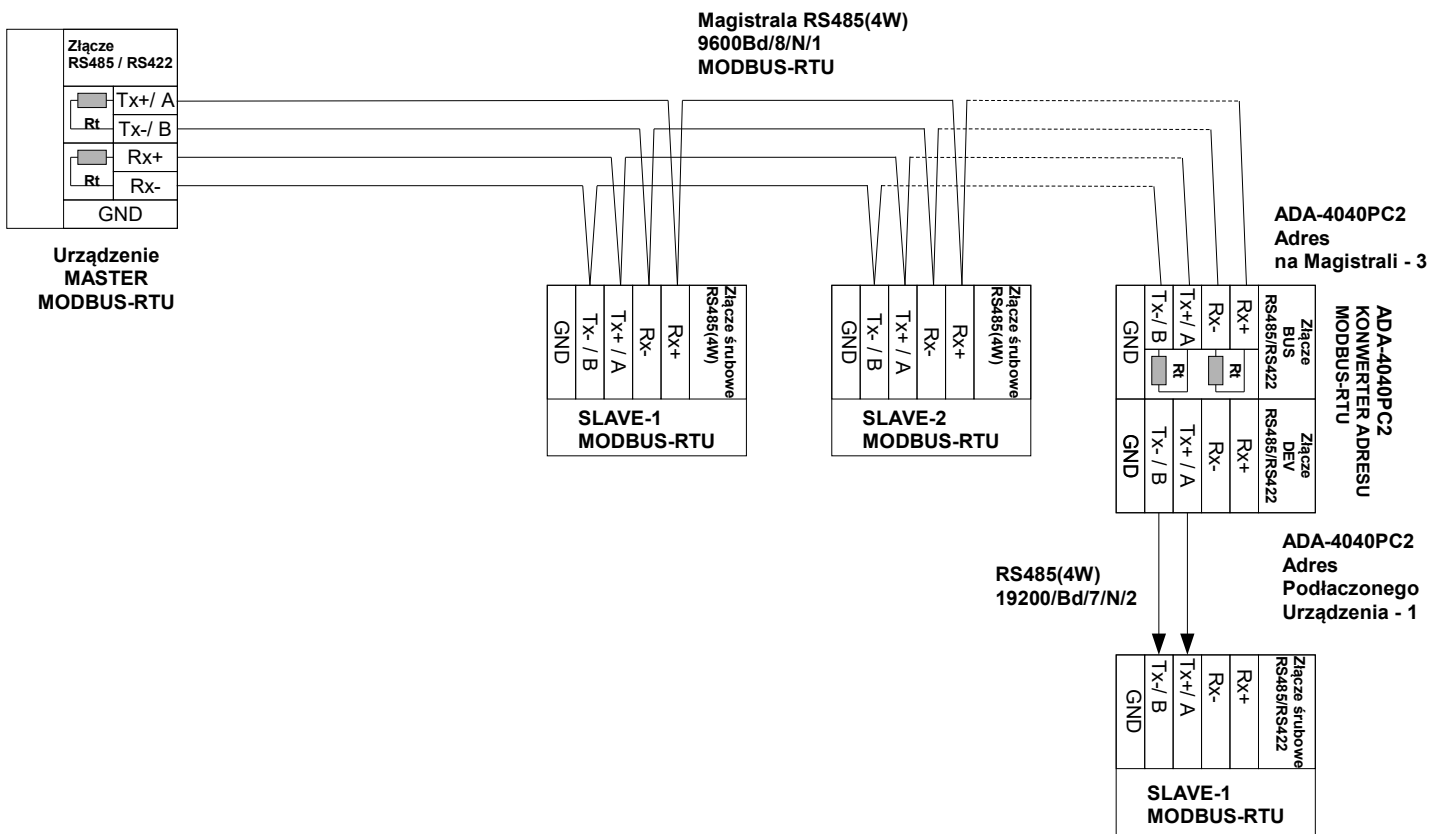 Magistrala RS485(4W)
9600Bd/8/N/1
MODBUS-RTU
Złącze
RS485 / RS422
Tx+/ A
Rt
Tx-/ B
Rx+
Rt
Rx-
GND
Urządzenie
MASTER
MODBUS-RTU
Złącze śrubowe
RS485(4W)
Rx+
Rx-
Tx+ / A
Tx- / B
GND
SLAVE-1
MODBUS-RTU
Złącze śrubowe
RS485(4W)
Rx+
Rx-
Tx+ / A
Tx- / B
GND
SLAVE-2
MODBUS-RTU
ADA-4040PC2
Adres
na Magistrali - 3
Złącze
BUS
RS485/RS422
Rx+
Rx-
Tx+/ A
Tx-/ B
GND
Rt
Rt
ADA-4040PC2
KONWERTER ADRESU
MODBUS-RTU
Złącze
DEV
RS485/RS422
Rx+
Rx-
Tx+ / A
Tx- / B
GND
ADA-4040PC2
Adres
Podłaczonego
Urządzenia - 1
RS485(4W)
19200/Bd/7/N/2
Złącze śrubowe
RS485/RS422
Rx+
Rx-
Tx+/ A
Tx-/ B
GND
SLAVE-1
MODBUS-RTU